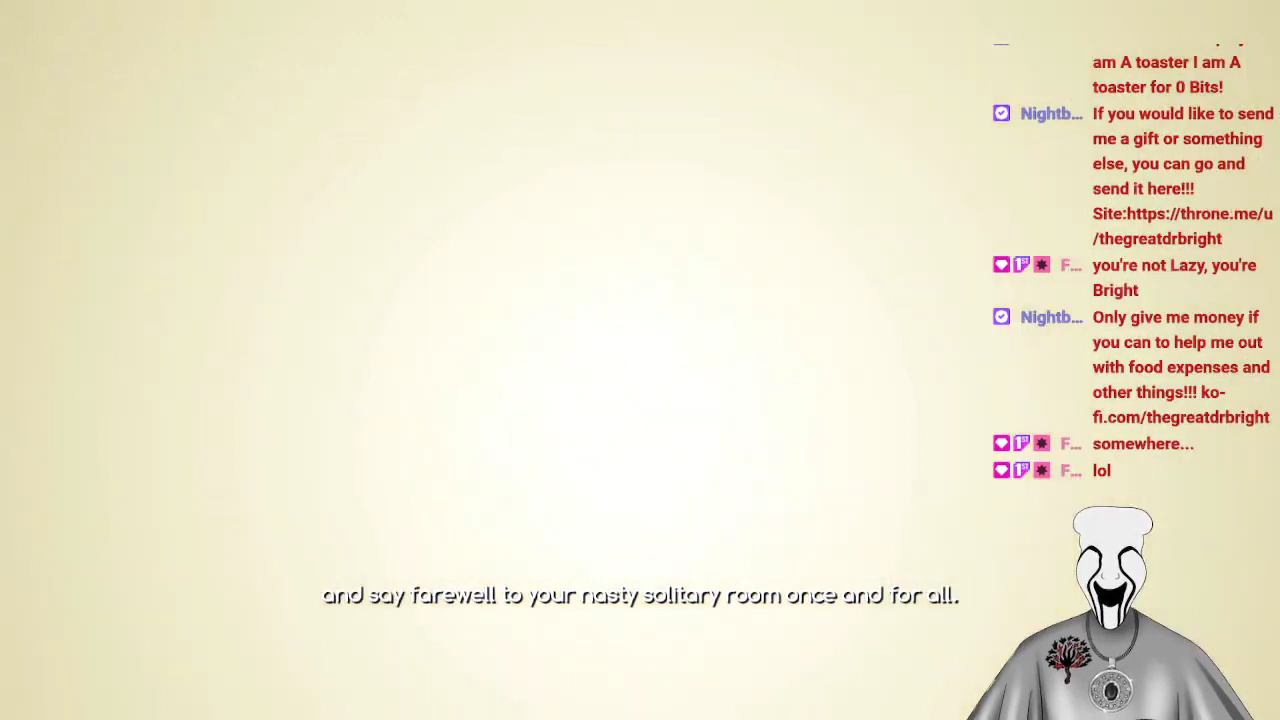 am A toaster I am A
toaster for 0 Bits!
Nightb... If you would like to send
me a gift or something
else, you can go and
send it here!!!
Site:https://throne.me/u
/thegreatdrbright
1ST F... you're not Lazy, you're
Bright
Nightb... Only give me money if
you can to help me out
with food expenses and
other things!!! ko-
fi.com/thegreatdrbright
1ST F... somewhere...
1ST F... lol
and say farewell to your nasty solitary room once and for all.